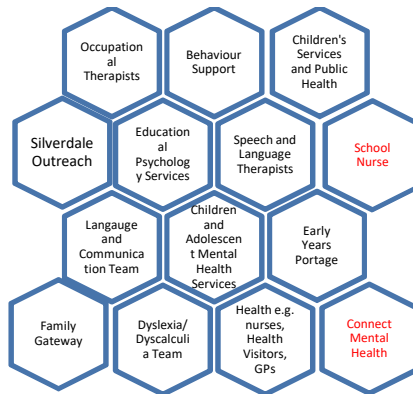 Occupation
al
Therapists
Behaviour
Support
Children's
Services
and Public
Health
Silverdale
Outreach
Education
al
Psycholog
y Services
Speech and
Language
Therapists
School
Nurse
Langauge
and
Communica
tion Team
Children
and
Adolescen
t Mental
Health
Services
Early
Years
Portage
Family
Gateway
Dyslexia/
Dyscalculi
a Team
Health e.g.
nurses,
Health
Visitors,
GPs
Connect
Mental
Health